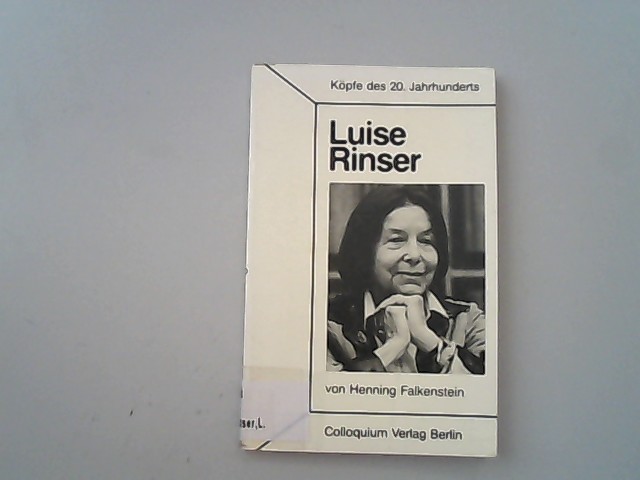 Köpfe des 20. Jahrhunderts
Luise
Rinser
von Henning Falkenstein
Colloquium Verlag Berlin